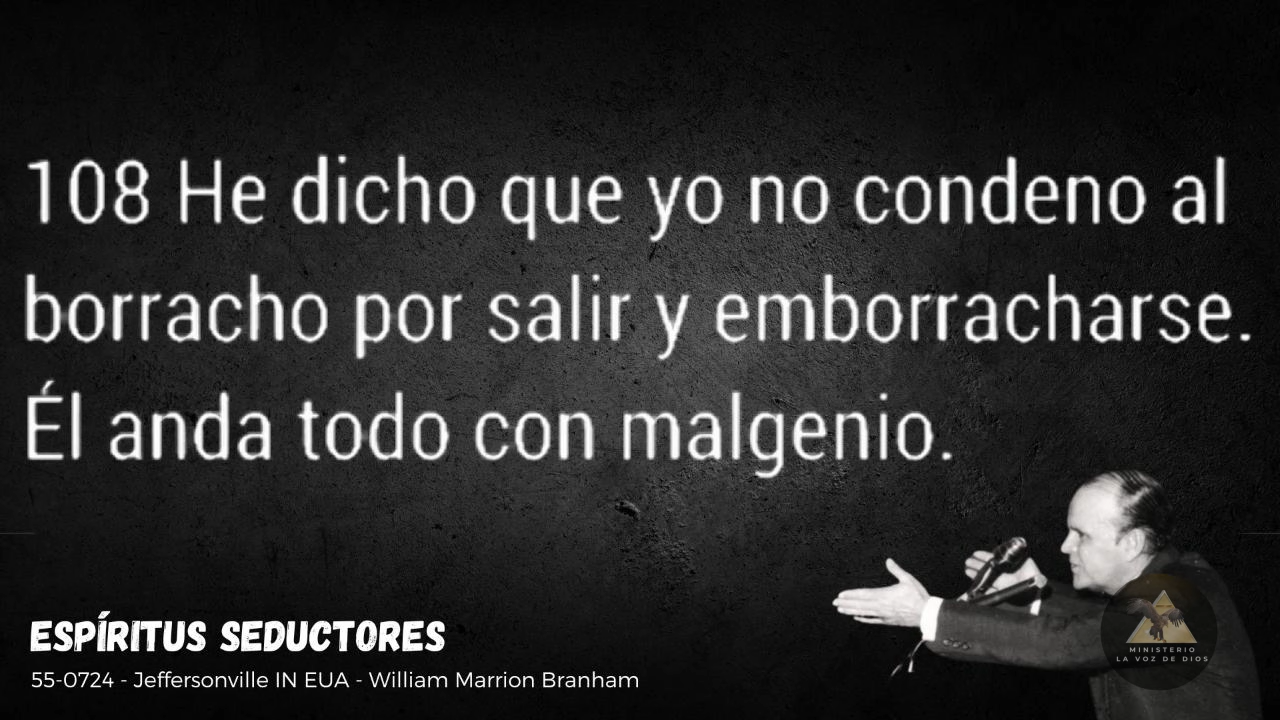 108 He dicho que yo no condeno al
borracho por salir y emborracharse.
Él anda todo con malgenio.
ESPÍRITUS SEDUCTORES
55-0724 - Jeffersonville IN EUA - William Marrion Branham
MINISTERIO
LA VOZ DE DIOS